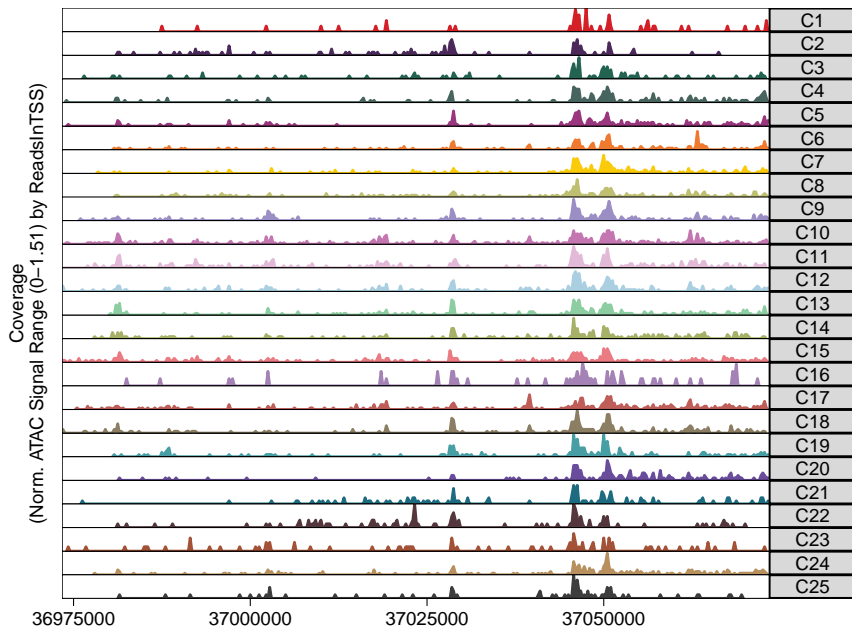 Coverage
(Norm. ATAC Signal Range (0–1.51) by ReadsInTSS)
C1
C2
C3
C4
C5
C6
C7
C8
C9
C10
C11
C12
C13
C14
C15
C16
C17
C18
C19
C20
C21
C22
C23
C24
C25
36975000 37000000 37025000 37050000